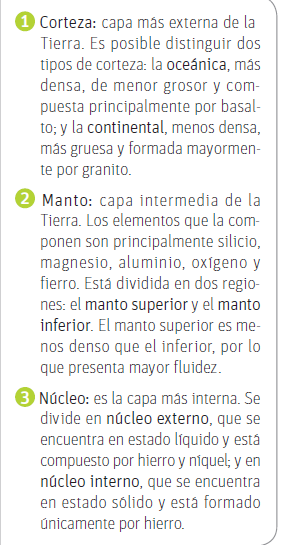 1 Corteza: capa más externa de la
Tierra. Es posible distinguir dos
tipos de corteza: la oceánica, más
densa, de menor grosor y com-
puesta principalmente por basal-
to; y la continental, menos densa,
más gruesa y formada mayormen-
te por granito.
2 Manto: capa intermedia de la
Tierra. Los elementos que la com-
ponen son principalmente silicio,
magnesio, aluminio, oxígeno y
fierro. Está dividida en dos regio-
nes: el manto superior y el manto
inferior. El manto superior es me-
nos denso que el inferior, por lo
que presenta mayor fluidez.
3 Núcleo: es la capa más interna. Se
divide en núcleo externo, que se
encuentra en estado líquido y está
compuesto por hierro y níquel; y en
núcleo interno, que se encuentra
en estado sólido y está formado
únicamente por hierro.